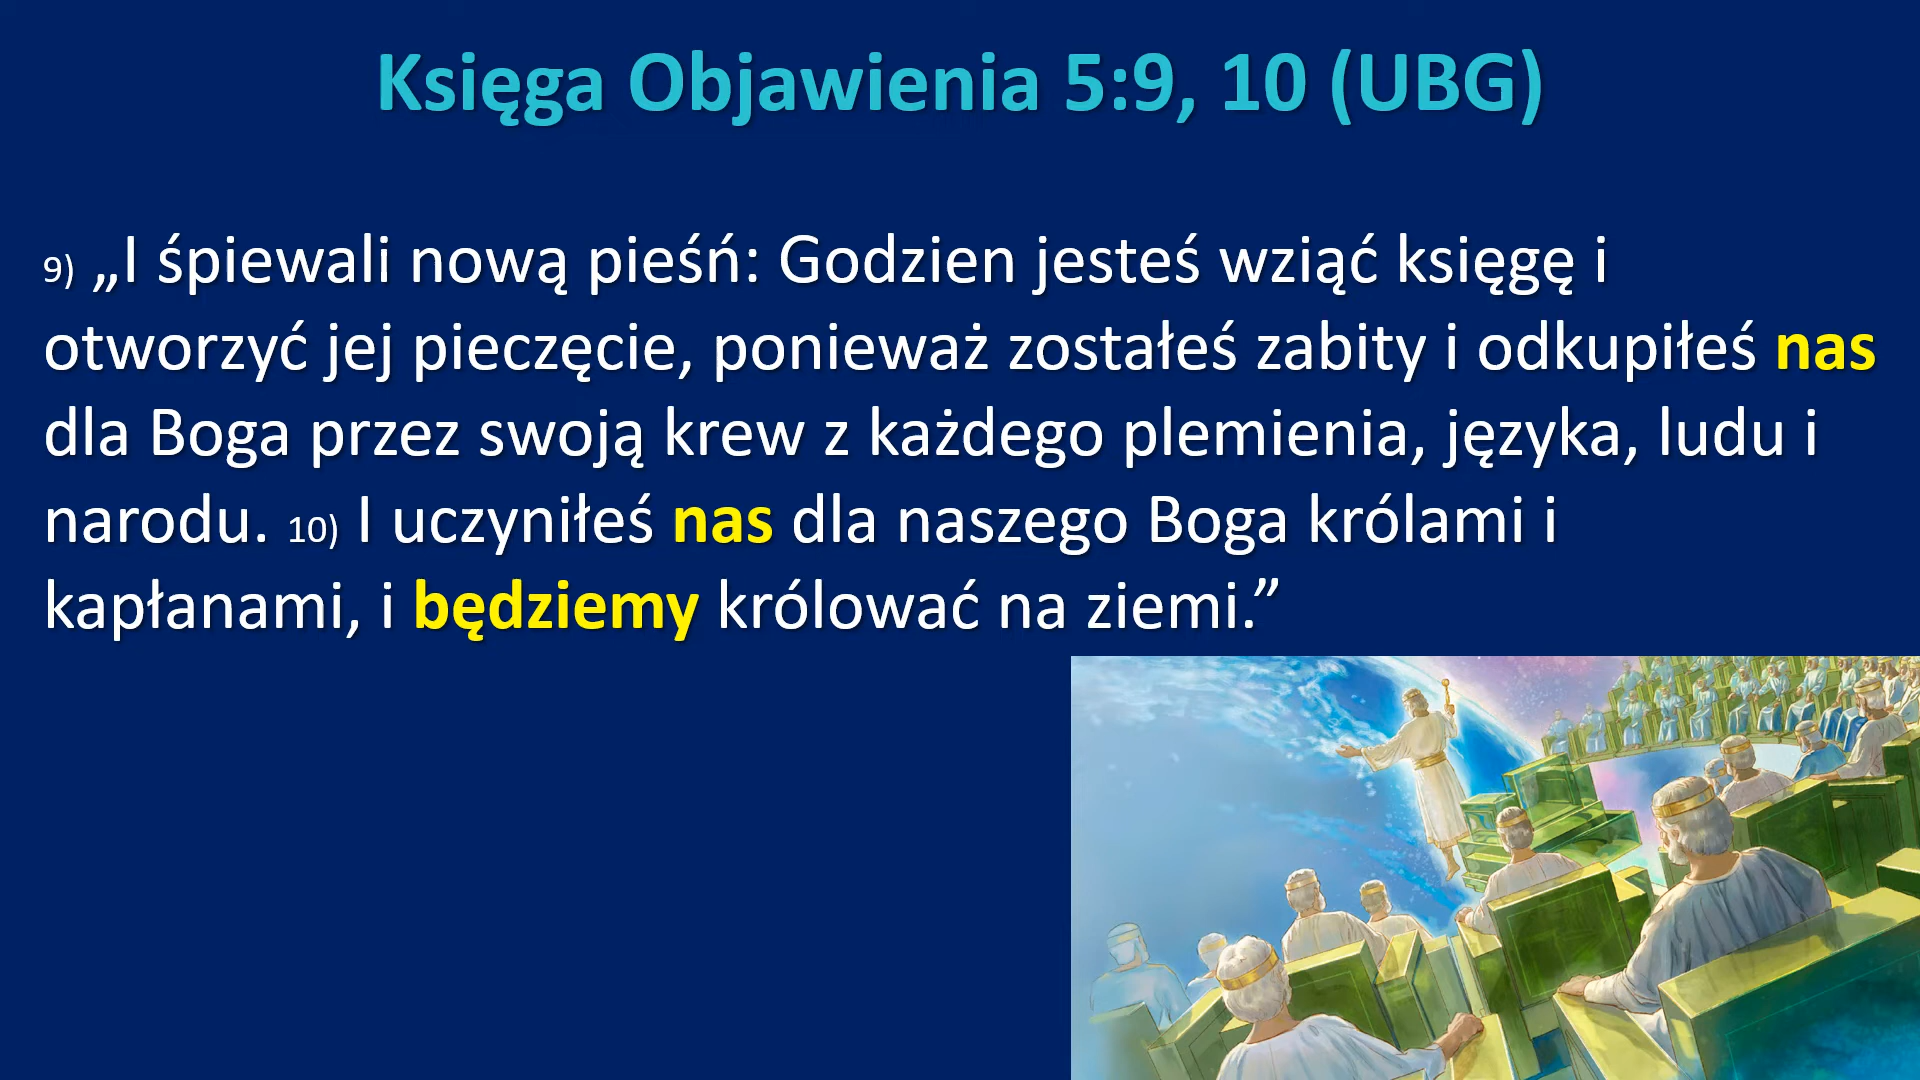 Księga Objawienia 5:9, 10 (UBG)
9) „I śpiewali nową pieśń: Godzien jesteś wziąć księgę i
otworzyć jej pieczęcie, ponieważ zostałeś zabity i odkupiłeś nas
dla Boga przez swoją krew z każdego plemienia, języka, ludu i
narodu. 10) I uczyniłeś nas dla naszego Boga królami i
kapłanami, i będziemy królować na ziemi.”